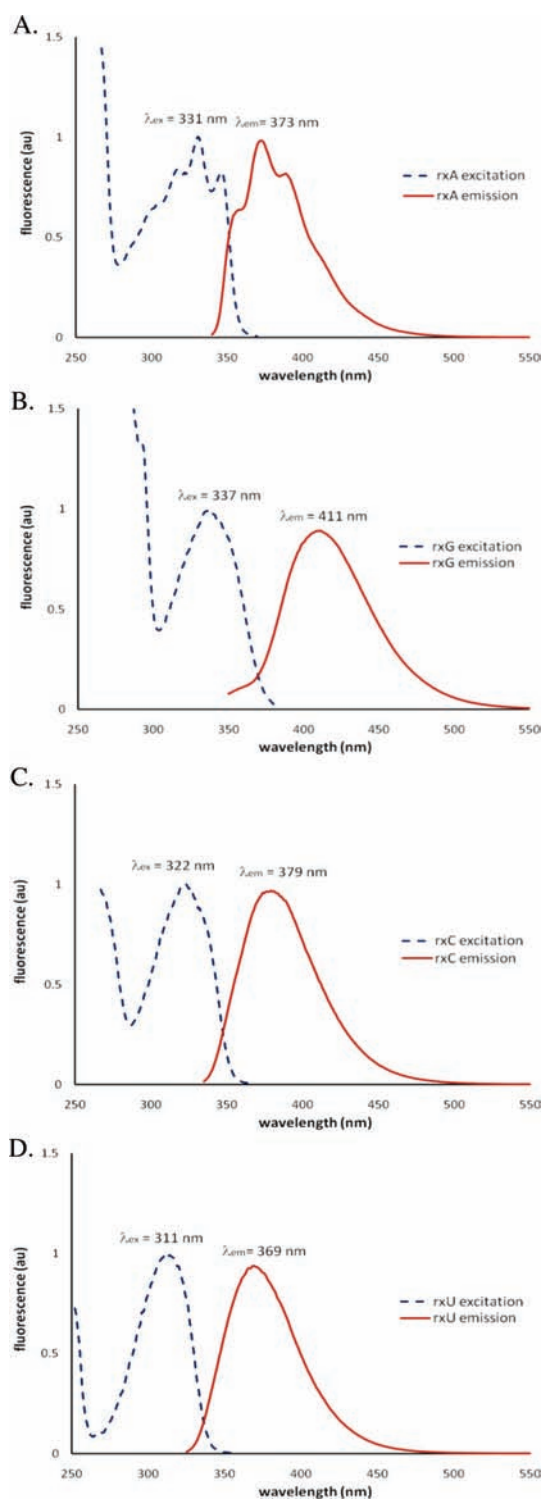 A.
1.5
1
0.5
0
fluorescence (au)
λex = 331 nm
λem= 373 nm
rxA excitation
rxA emission
250 300 350 400 450 500 550
wavelength (nm)
B.
1.5
1
0.5
0
fluorescence (au)
λex = 337 nm
λem = 411 nm
rxG excitation
rxG emission
250 300 350 400 450 500 550
wavelength (nm)
C.
1.5
1
0.5
0
fluorescence (au)
λex = 322 nm
λem = 379 nm
rxC excitation
rxC emission
250 300 350 400 450 500 550
wavelength (nm)
D.
1.5
1
0.5
0
fluorescence (au)
λex = 311 nm
λem= 369 nm
rxU excitation
rxU emission
250 300 350 400 450 500 550
wavelength (nm)